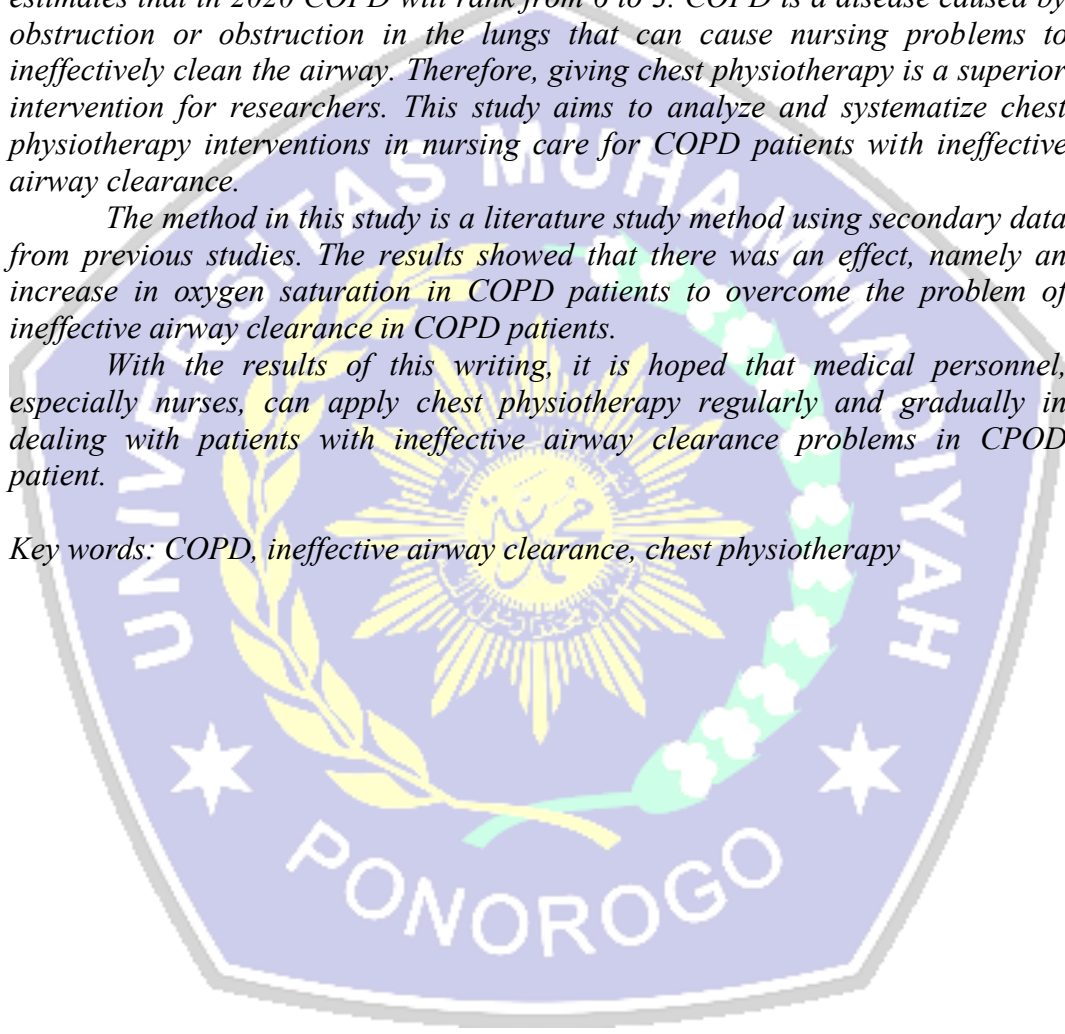 estimates that in 2020 COPD will rank from 6 to 3. COPD is a disease caused by
obstruction or obstruction in the lungs that can cause nursing problems to
ineffectively clean the airway. Therefore, giving chest physiotherapy is a superior
intervention for researchers. This study aims to analyze and systematize chest
physiotherapy interventions in nursing care for COPD patients with ineffective
airway clearance.
The method in this study is a literature study method using secondary data
from previous studies. The results showed that there was an effect, namely an
increase in oxygen saturation in COPD patients to overcome the problem of
ineffective airway clearance in COPD patients.
With the results of this writing, it is hoped that medical personnel,
especially nurses, can apply chest physiotherapy regularly and gradually in
dealing with patients with ineffective airway clearance problems in CPOD
patient.
Key words: COPD, ineffective airway clearance, chest physiotherapy
UNIVERSITAS MUHAMMADIYAH
PONOROGO